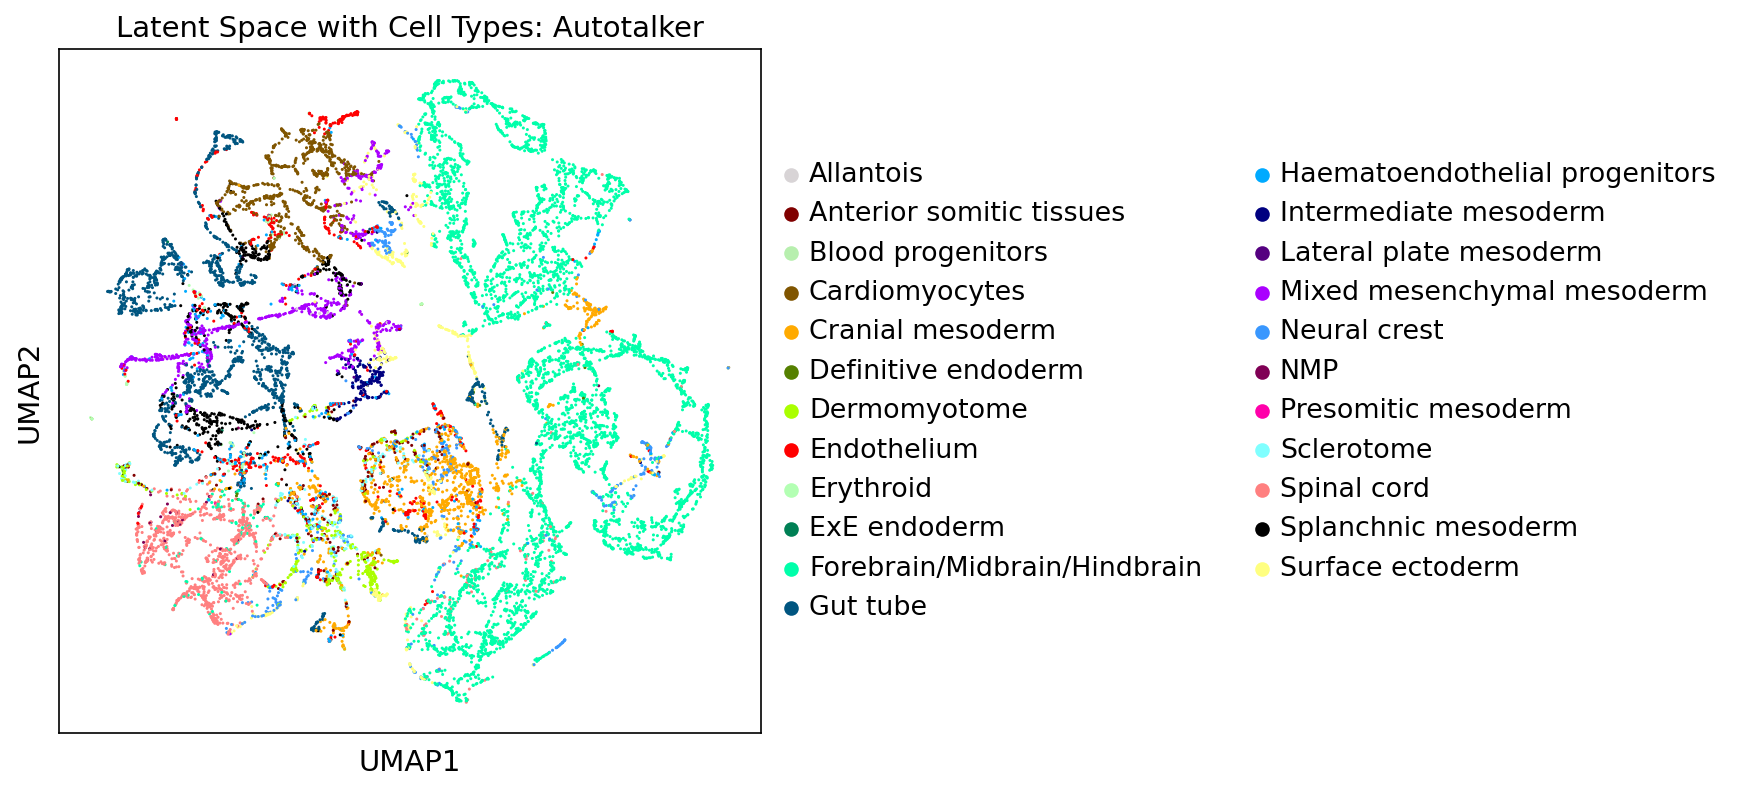 Latent Space with Cell Types: Autotalker
UMAP2
UMAP1
Allantois
Anterior somitic tissues
Blood progenitors
Cardiomyocytes
Cranial mesoderm
Definitive endoderm
Dermomyotome
Endothelium
Erythroid
ExE endoderm
Forebrain/Midbrain/Hindbrain
Gut tube
Haematoendothelial progenitors
Intermediate mesoderm
Lateral plate mesoderm
Mixed mesenchymal mesoderm
Neural crest
NMP
Presomitic mesoderm
Sclerotome
Spinal cord
Splanchnic mesoderm
Surface ectoderm